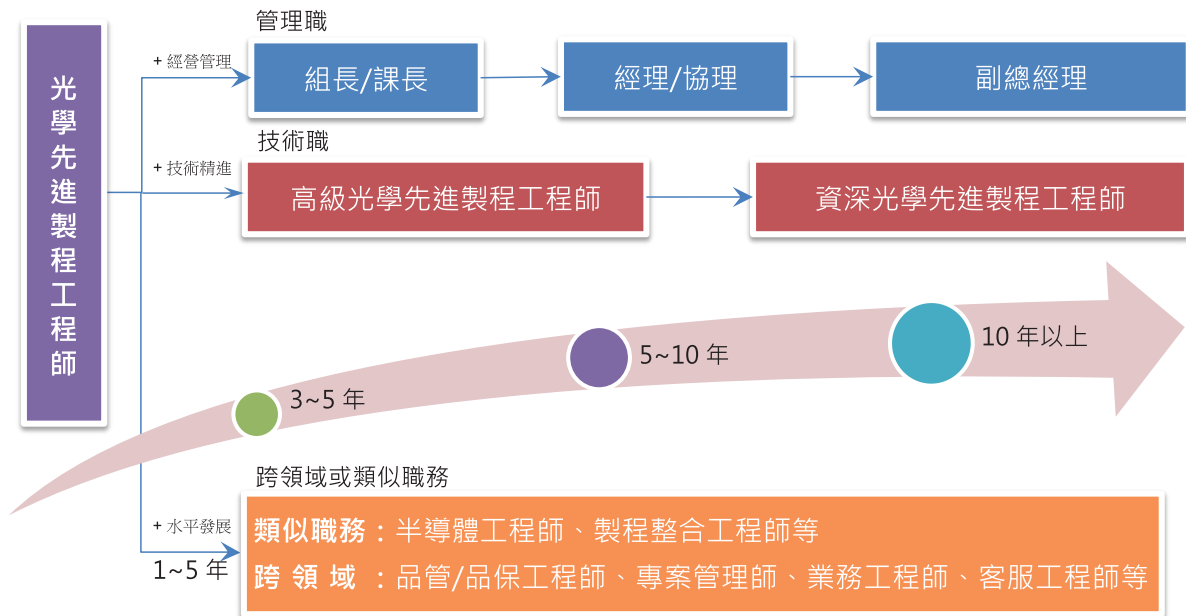 光學先進製程工程師
管理職
+ 經營管理
組長/課長
經理/協理
副總經理
技術職
+ 技術精進
高級光學先進製程工程師
資深光學先進製程工程師
3~5 年
5~10 年
10 年以上
跨領域或類似職務
+ 水平發展
1~5 年
類似職務：半導體工程師、製程整合工程師等
跨 領 域 ：品管/品保工程師、專案管理師、業務工程師、客服工程師等